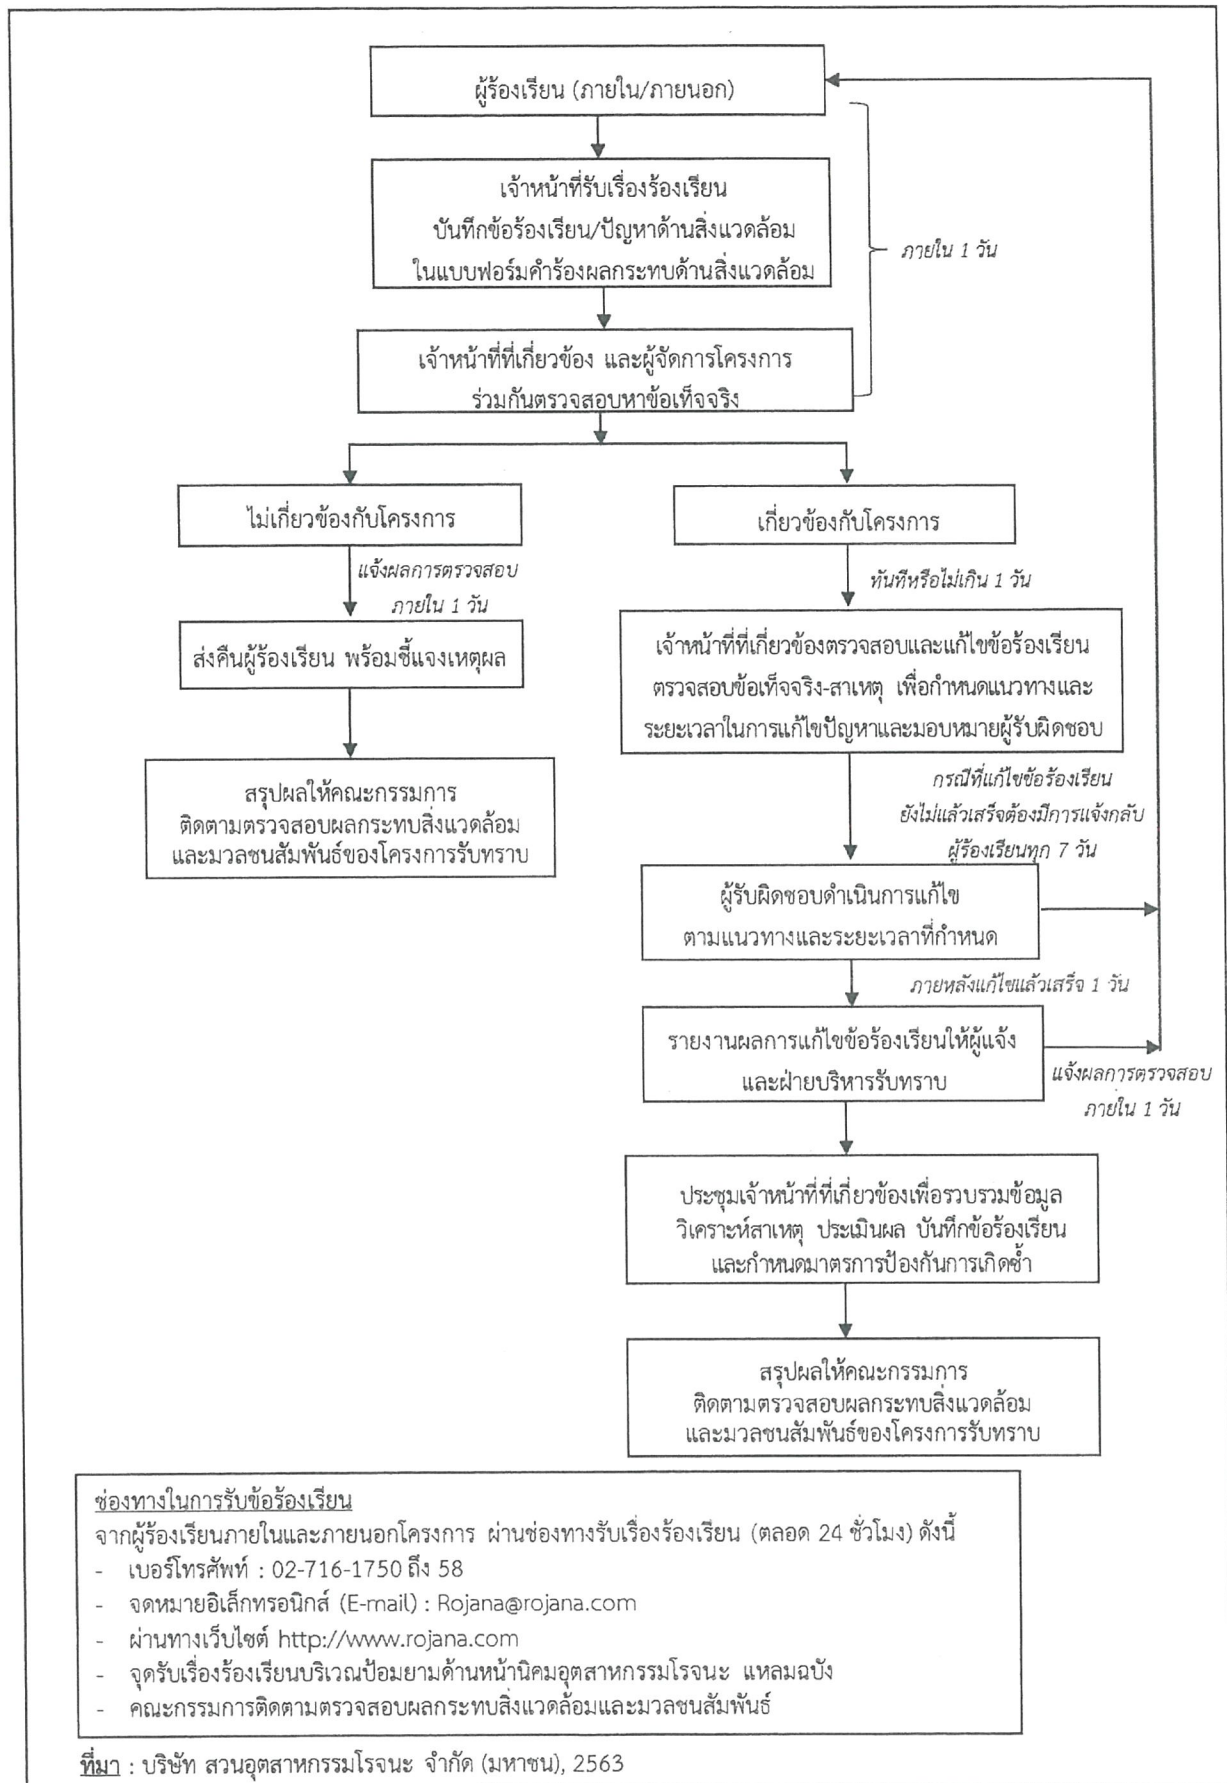 ผู้ร้องเรียน (ภายใน/ภายนอก)
เจ้าหน้าที่รับเรื่องร้องเรียน
บันทึกข้อร้องเรียน/ปัญหาด้านสิ่งแวดล้อม
ในแบบฟอร์มคำร้องผลกระทบด้านสิ่งแวดล้อม
ภายใน 1 วัน
เจ้าหน้าที่ที่เกี่ยวข้อง และผู้จัดการโครงการ
ร่วมกันตรวจสอบหาข้อเท็จจริง
ไม่เกี่ยวข้องกับโครงการ
แจ้งผลการตรวจสอบ
ภายใน 1 วัน
ส่งคืนผู้ร้องเรียน พร้อมชี้แจงเหตุผล
สรุปผลให้คณะกรรมการ
ติดตามตรวจสอบผลกระทบสิ่งแวดล้อม
และมวลชนสัมพันธ์ของโครงการรับทราบ
เกี่ยวข้องกับโครงการ
ทันทีหรือไม่เกิน 1 วัน
เจ้าหน้าที่ที่เกี่ยวข้องตรวจสอบและแก้ไขข้อร้องเรียน
ตรวจสอบข้อเท็จจริง-สาเหตุ เพื่อกำหนดแนวทางและ
ระยะเวลาในการแก้ไขปัญหาและมอบหมายผู้รับผิดชอบ
กรณีที่แก้ไขข้อร้องเรียน
ยังไม่แล้วเสร็จต้องมีการแจ้งกลับ
ผู้ร้องเรียนทุก 7 วัน
ผู้รับผิดชอบดำเนินการแก้ไข
ตามแนวทางและระยะเวลาที่กำหนด
ภายหลังแก้ไขแล้วเสร็จ 1 วัน
รายงานผลการแก้ไขข้อร้องเรียนให้ผู้แจ้ง
และฝ่ายบริหารรับทราบ
แจ้งผลการตรวจสอบ
ภายใน 1 วัน
ประชุมเจ้าหน้าที่ที่เกี่ยวข้องเพื่อรวบรวมข้อมูล
วิเคราะห์สาเหตุ ประเมินผล บันทึกข้อร้องเรียน
และกำหนดมาตรการป้องกันการเกิดซ้ำ
สรุปผลให้คณะกรรมการ
ติดตามตรวจสอบผลกระทบสิ่งแวดล้อม
และมวลชนสัมพันธ์ของโครงการรับทราบ
ช่องทางในการรับข้อร้องเรียน
จากผู้ร้องเรียนภายในและภายนอกโครงการ ผ่านช่องทางรับเรื่องร้องเรียน (ตลอด 24 ชั่วโมง) ดังนี้
- เบอร์โทรศัพท์ : 02-716-1750 ถึง 58
- จดหมายอิเล็กทรอนิกส์ (E-mail) : Rojana@rojana.com
- ผ่านทางเว็บไซต์ http://www.rojana.com
- จุดรับเรื่องร้องเรียนบริเวณป้อมยามด้านหน้านิคมอุตสาหกรรมโรจนะ แหลมฉบัง
- คณะกรรมการติดตามตรวจสอบผลกระทบสิ่งแวดล้อมและมวลชนสัมพันธ์
ที่มา : บริษัท สวนอุตสาหกรรมโรจนะ จำกัด (มหาชน), 2563